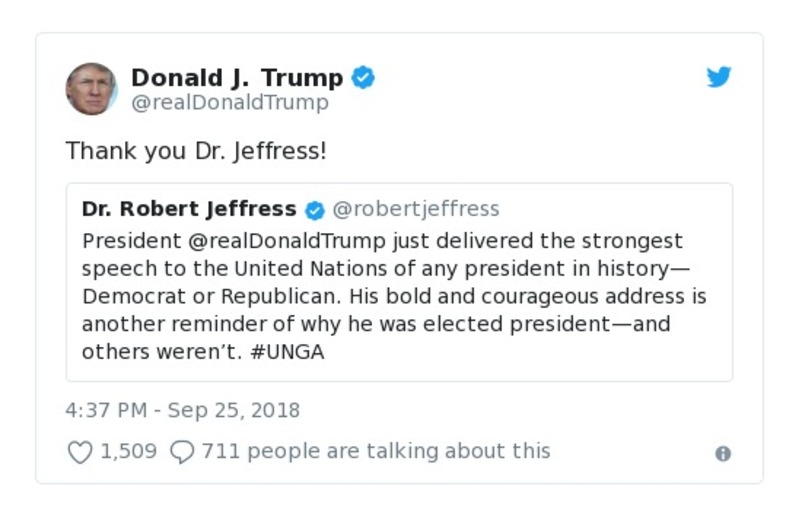 Donald J. Trump
@realDonaldTrump
Thank you Dr. Jeffress!
Dr. Robert Jeffress @robertjeffress
President @realDonaldTrump just delivered the strongest
speech to the United Nations of any president in history—
Democrat or Republican. His bold and courageous address is
another reminder of why he was elected president—and
others weren’t. #UNGA
4:37 PM - Sep 25, 2018
1,509 711 people are talking about this